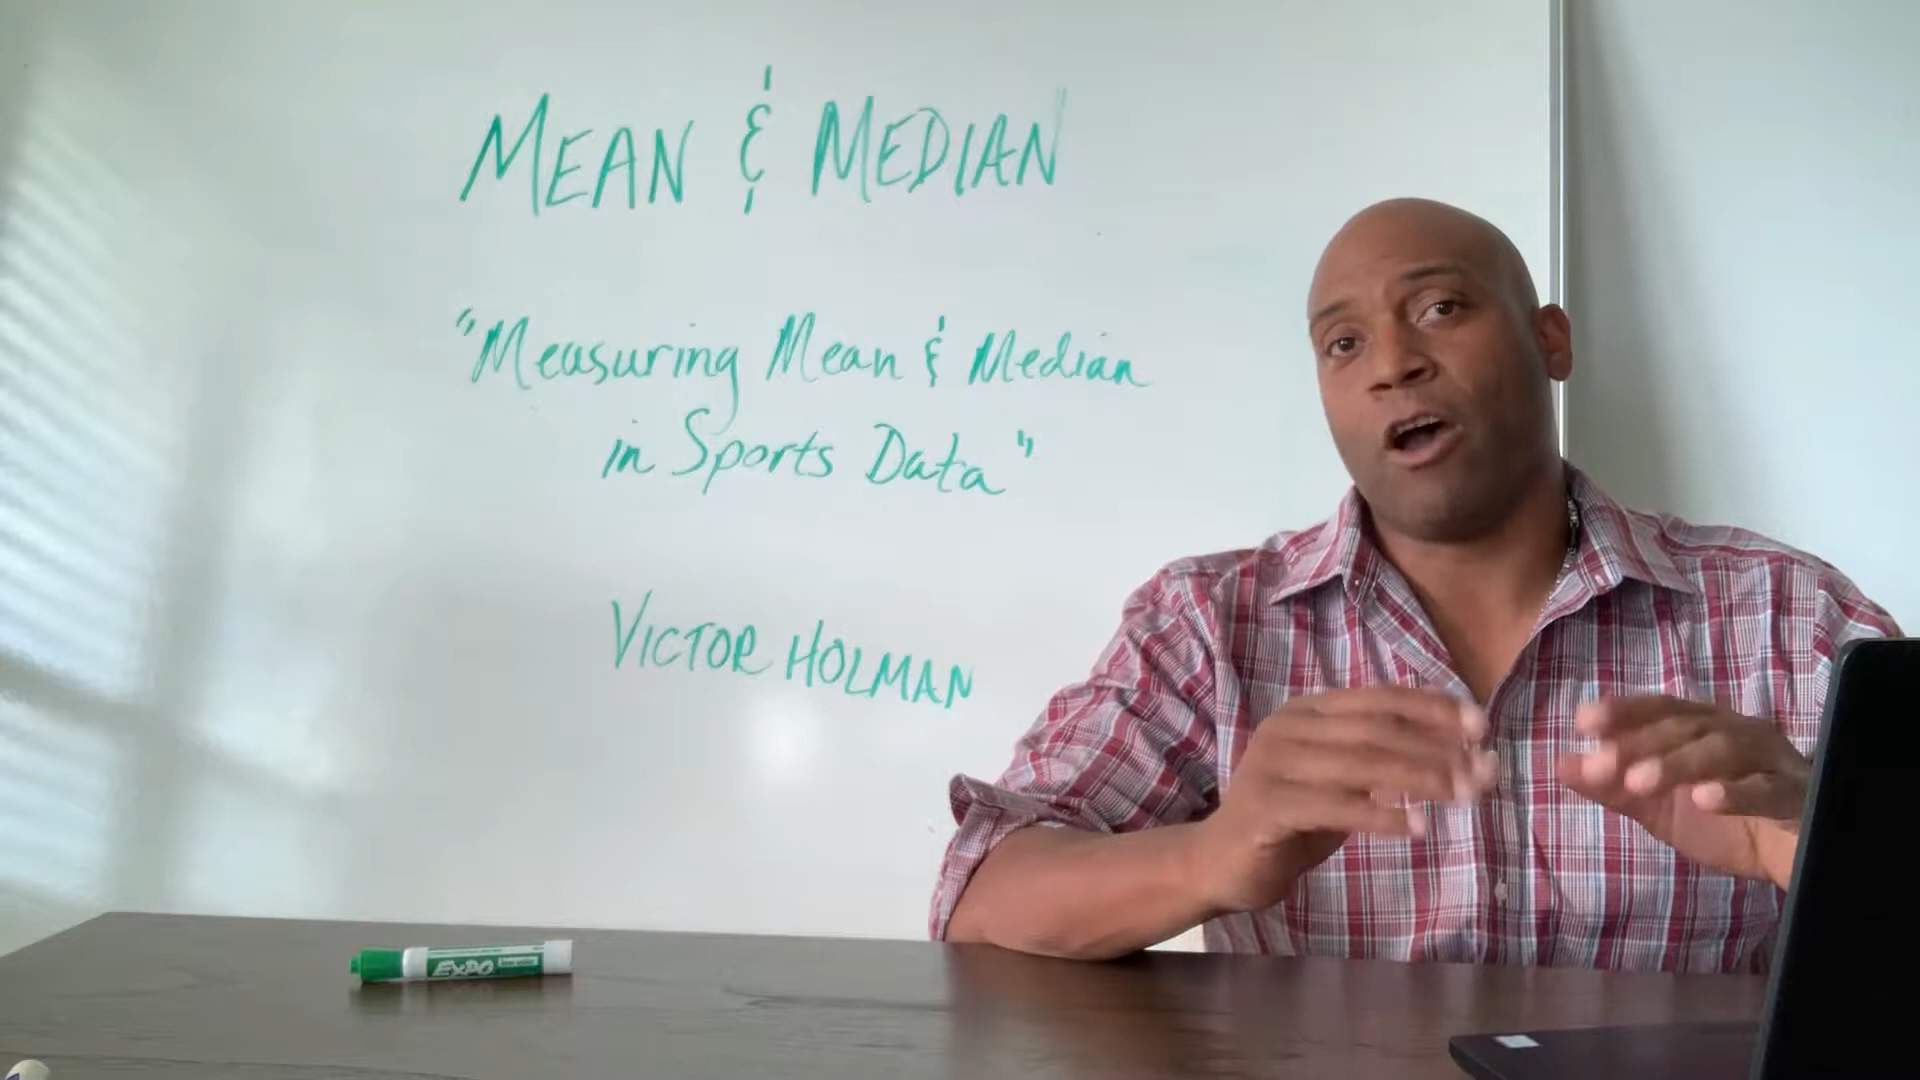 MEAN & MEDIAN
"Measuring Mean & Median
in Sports Data"
VICTOR HOLMAN
EXPO